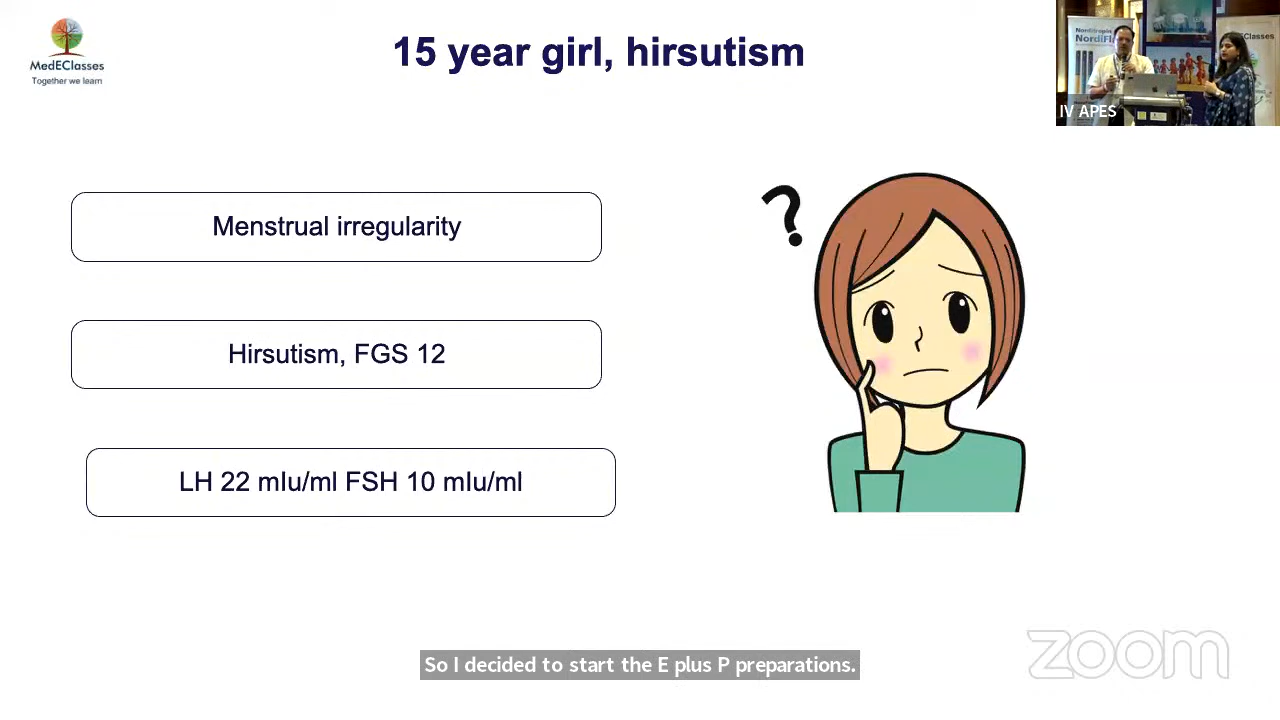 MedEClasses
Together we learn
15 year girl, hirsutism
Menstrual irregularity
Hirsutism, FGS 12
LH 22 mIu/ml FSH 10 mIu/ml
?
Norditropin
IV APES
So I decided to start the E plus P preparations.
zoom